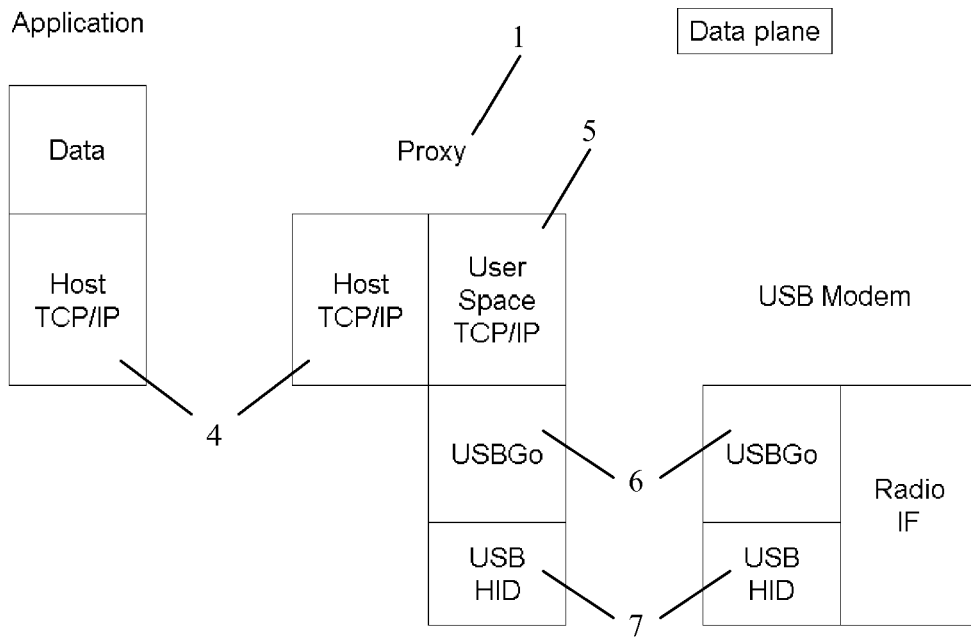 Application
1
Data plane
Data
Proxy
5
Host
TCP/IP
Host
TCP/IP
User
Space
TCP/IP
USB Modem
4
USBGo
6
USBGo
Radio
IF
USB
HID
7
USB
HID